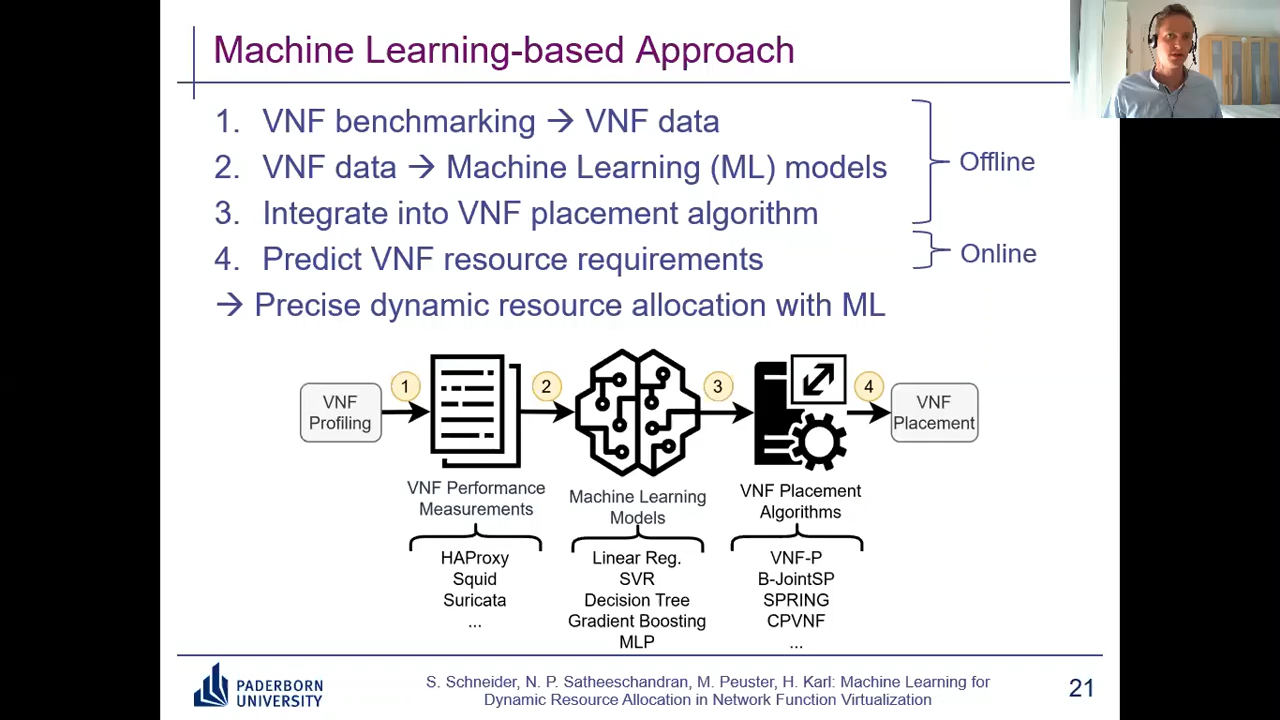 Machine Learning-based Approach
1. VNF benchmarking → VNF data
2. VNF data → Machine Learning (ML) models
3. Integrate into VNF placement algorithm
Offline
4. Predict VNF resource requirements
Online
→ Precise dynamic resource allocation with ML
VNF
Profiling
1
2
3
4
VNF
Placement
VNF Performance
Measurements
Machine Learning
Models
VNF Placement
Algorithms
HAProxy
Squid
Suricata
...
Linear Reg.
SVR
Decision Tree
Gradient Boosting
MLP
VNF-P
B-JointSP
SPRING
CPVNF
...
PADERBORN
UNIVERSITY
S. Schneider, N. P. Satheeschandran, M. Peuster, H. Karl: Machine Learning for
Dynamic Resource Allocation in Network Function Virtualization
21